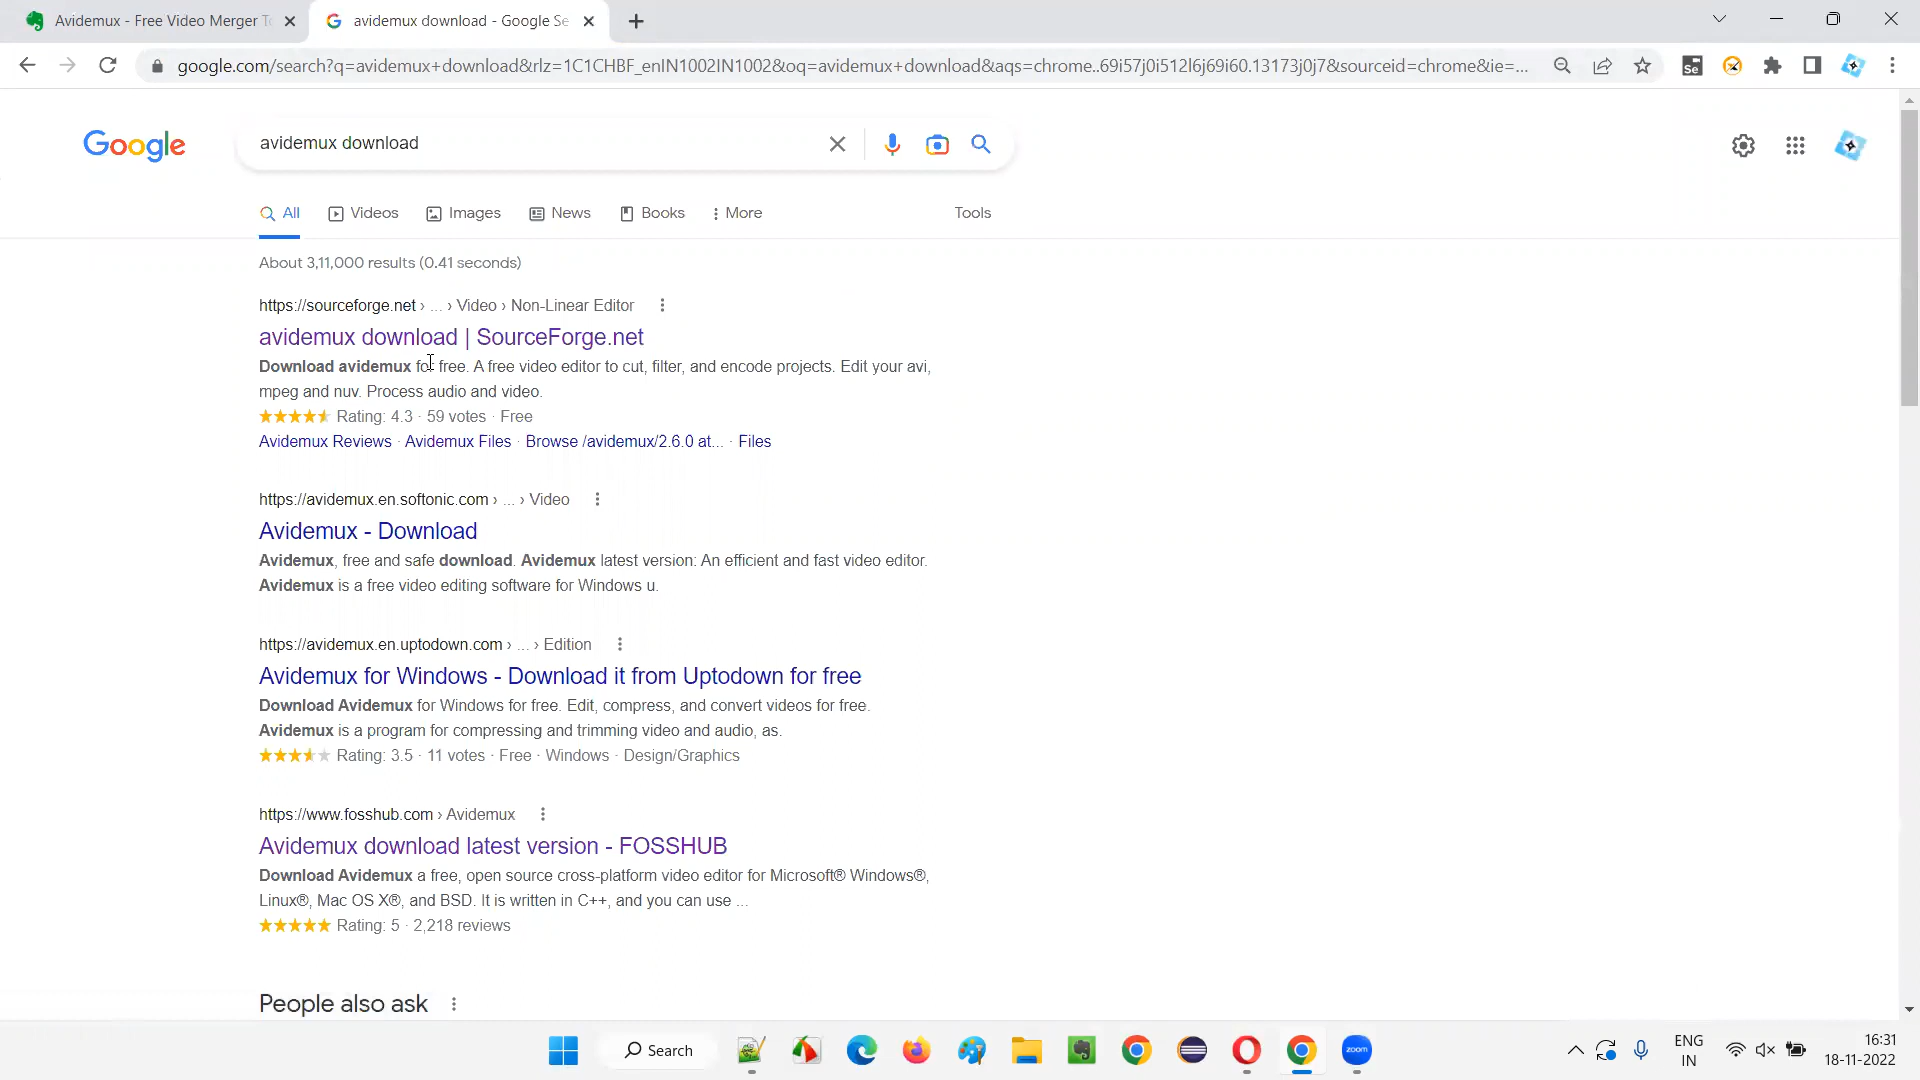 Avidemux - Free Video Merger T
avidemux download - Google Se
google.com/search?q=avidemux+download&rlz=1C1CHBF_enIN1002IN1002&oq=avidemux+download&aqs=chrome..69i57j0i512l6j69i60.13173j0j7&sourceid=chrome&ie=...
Se
Google
avidemux download
All
Videos
Images
News
Books
More
Tools
About 3,11,000 results (0.41 seconds)
https://sourceforge.net › ... › Video › Non-Linear Editor
avidemux download | SourceForge.net
Download avidemux for free. A free video editor to cut, filter, and encode projects. Edit your avi,
mpeg and nuv. Process audio and video.
Rating: 4.3 · 59 votes · Free
Avidemux Reviews · Avidemux Files · Browse /avidemux/2.6.0 at... · Files
https://avidemux.en.softonic.com › ... › Video
Avidemux - Download
Avidemux, free and safe download. Avidemux latest version: An efficient and fast video editor.
Avidemux is a free video editing software for Windows u.
https://avidemux.en.uptodown.com › ... › Edition
Avidemux for Windows - Download it from Uptodown for free
Download Avidemux for Windows for free. Edit, compress, and convert videos for free.
Avidemux is a program for compressing and trimming video and audio, as.
Rating: 3.5 · 11 votes · Free · Windows · Design/Graphics
https://www.fosshub.com › Avidemux
Avidemux download latest version - FOSSHUB
Download Avidemux a free, open source cross-platform video editor for Microsoft® Windows®,
Linux®, Mac OS X®, and BSD. It is written in C++, and you can use ...
Rating: 5 · 2,218 reviews
People also ask
Search
zoom
ENG
IN
16:31
18-11-2022